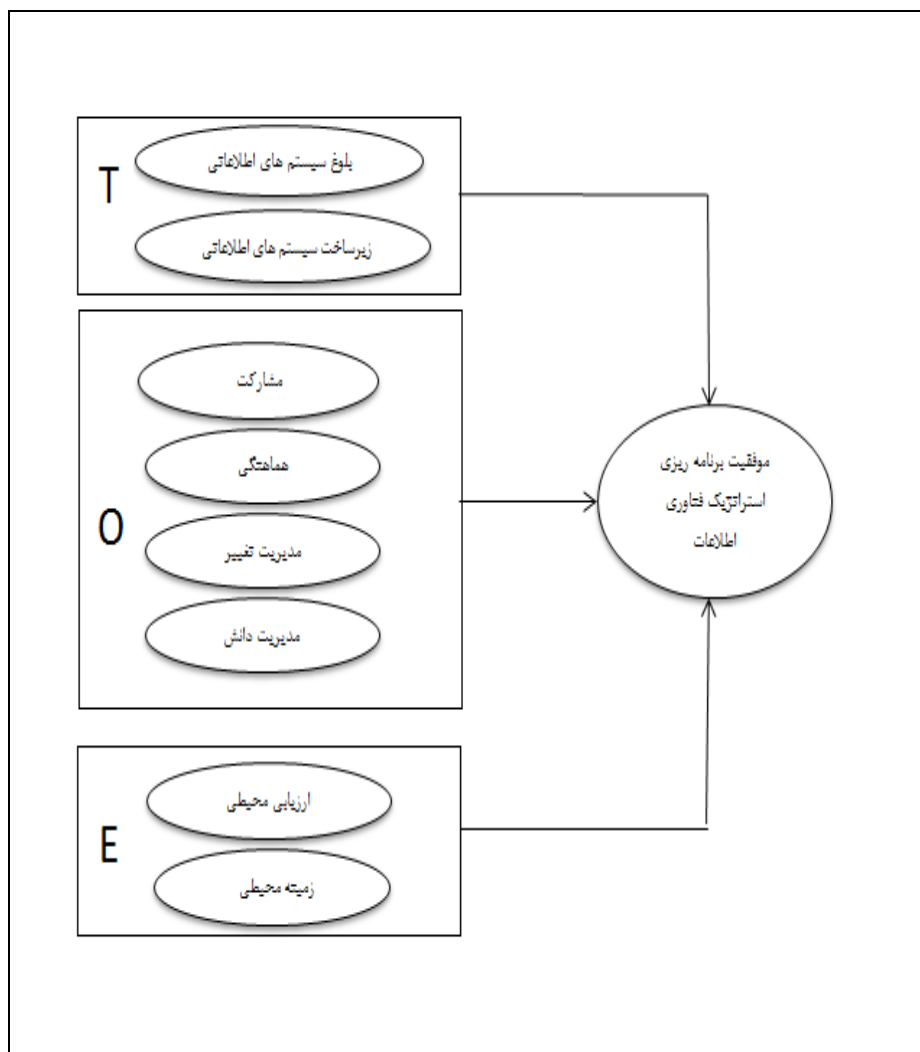 T
بلوغ سیستم های اطلاعاتی
زیرساخت سیستم های اطلاعاتی
O
مشارکت
هماهنگی
مدیریت تغییر
مدیریت دانش
E
ارزیابی محیطی
زمینه محیطی
موفقیت برنامه ریزی
استراتژیک فناوری
اطلاعات